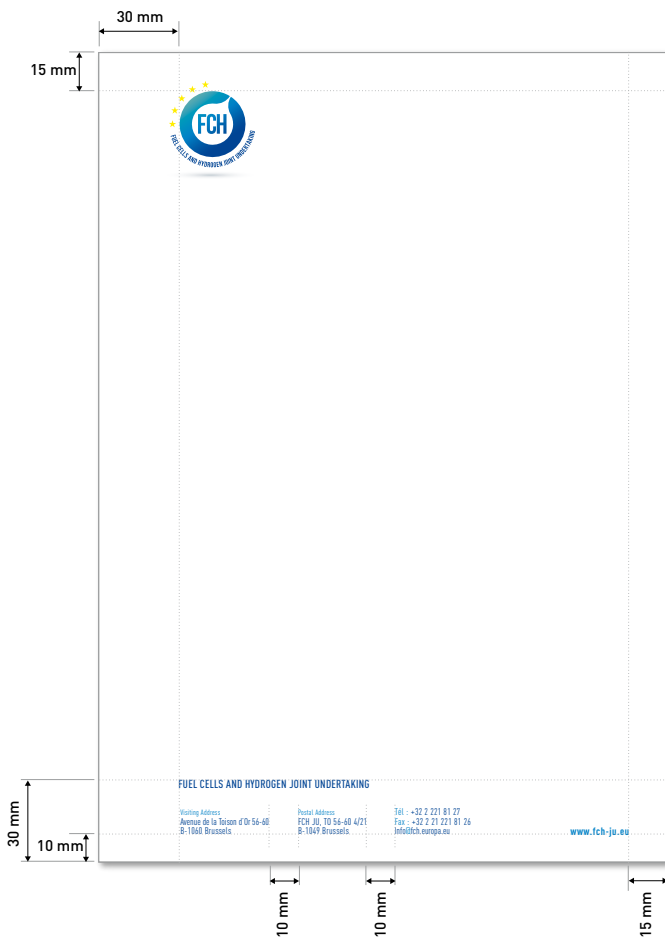 30 mm
15 mm
FCH
FUEL CELLS AND HYDROGEN JOINT UNDERTAKING
FUEL CELLS AND HYDROGEN JOINT UNDERTAKING
Visiting Address
Avenue de la Toison d'Or 56-60
B-1060 Brussels
Postal Address
FCH JU, TO 56-60 4/21
B-1049 Brussels
Tél : +32 2 221 81 27
Fax : +32 2 21 221 81 26
Info@fch.europa.eu
www.fch-ju.eu
30 mm
10 mm
10 mm
10 mm
15 mm